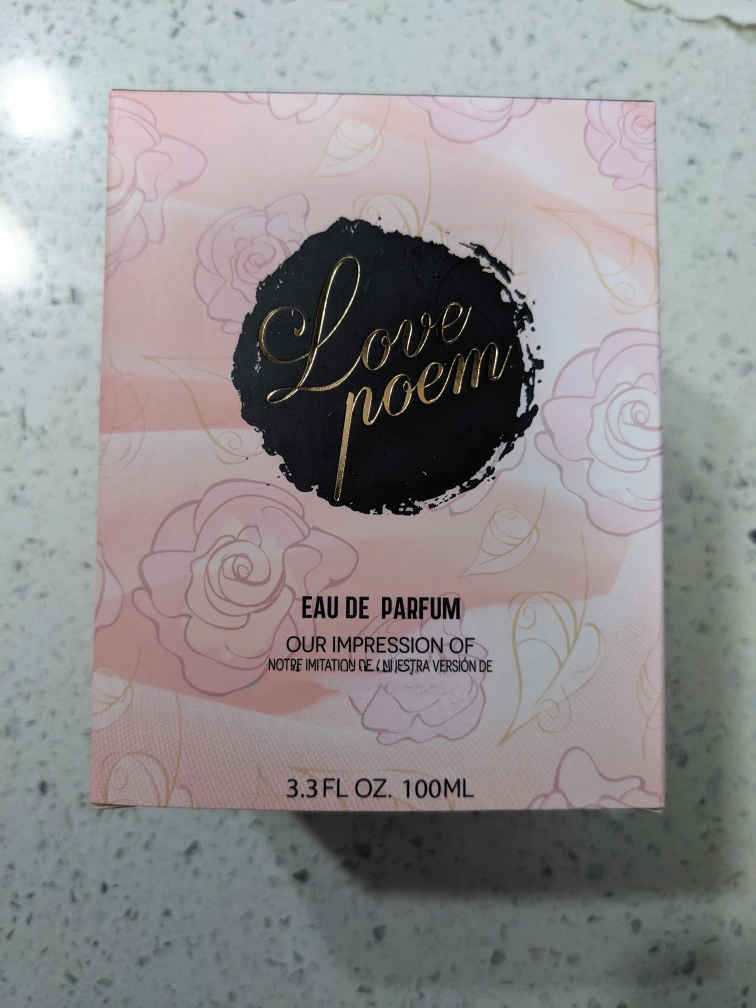 Love
poem
EAU DE PARFUM
OUR IMPRESSION OF
NOTRE IMITATION DE / NUESTRA VERSIÓN DE
3.3 FL OZ. 100ML